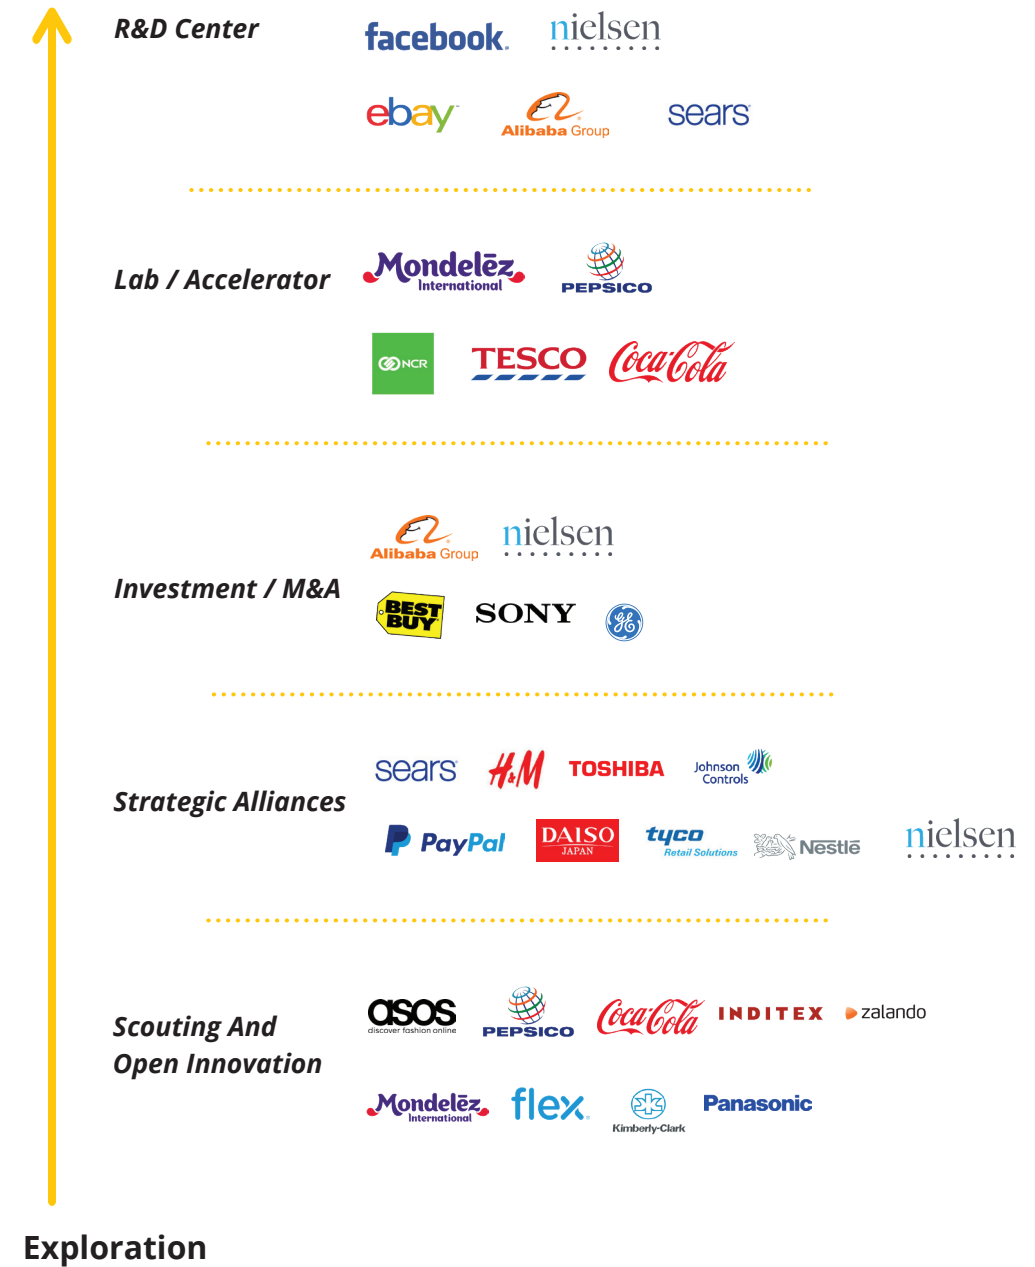 R&D Center
facebook.
nielsen
ebay
Alibaba Group
sears
Lab / Accelerator
Mondelēz
International
PEPSICO
NCR
TESCO
Coca-Cola
Alibaba Group
nielsen
Investment / M&A
BEST
BUY
SONY
GE
sears
H&M
TOSHIBA
Johnson
Controls
Strategic Alliances
PayPal
DAISO
JAPAN
tyco
Retail Solutions
Nestlé
nielsen
Scouting And
Open Innovation
asos
discover fashion online
PEPSICO
Coca-Cola
INDITEX
zalando
Mondelēz
International
flex
Kimberly-Clark
Panasonic
Exploration